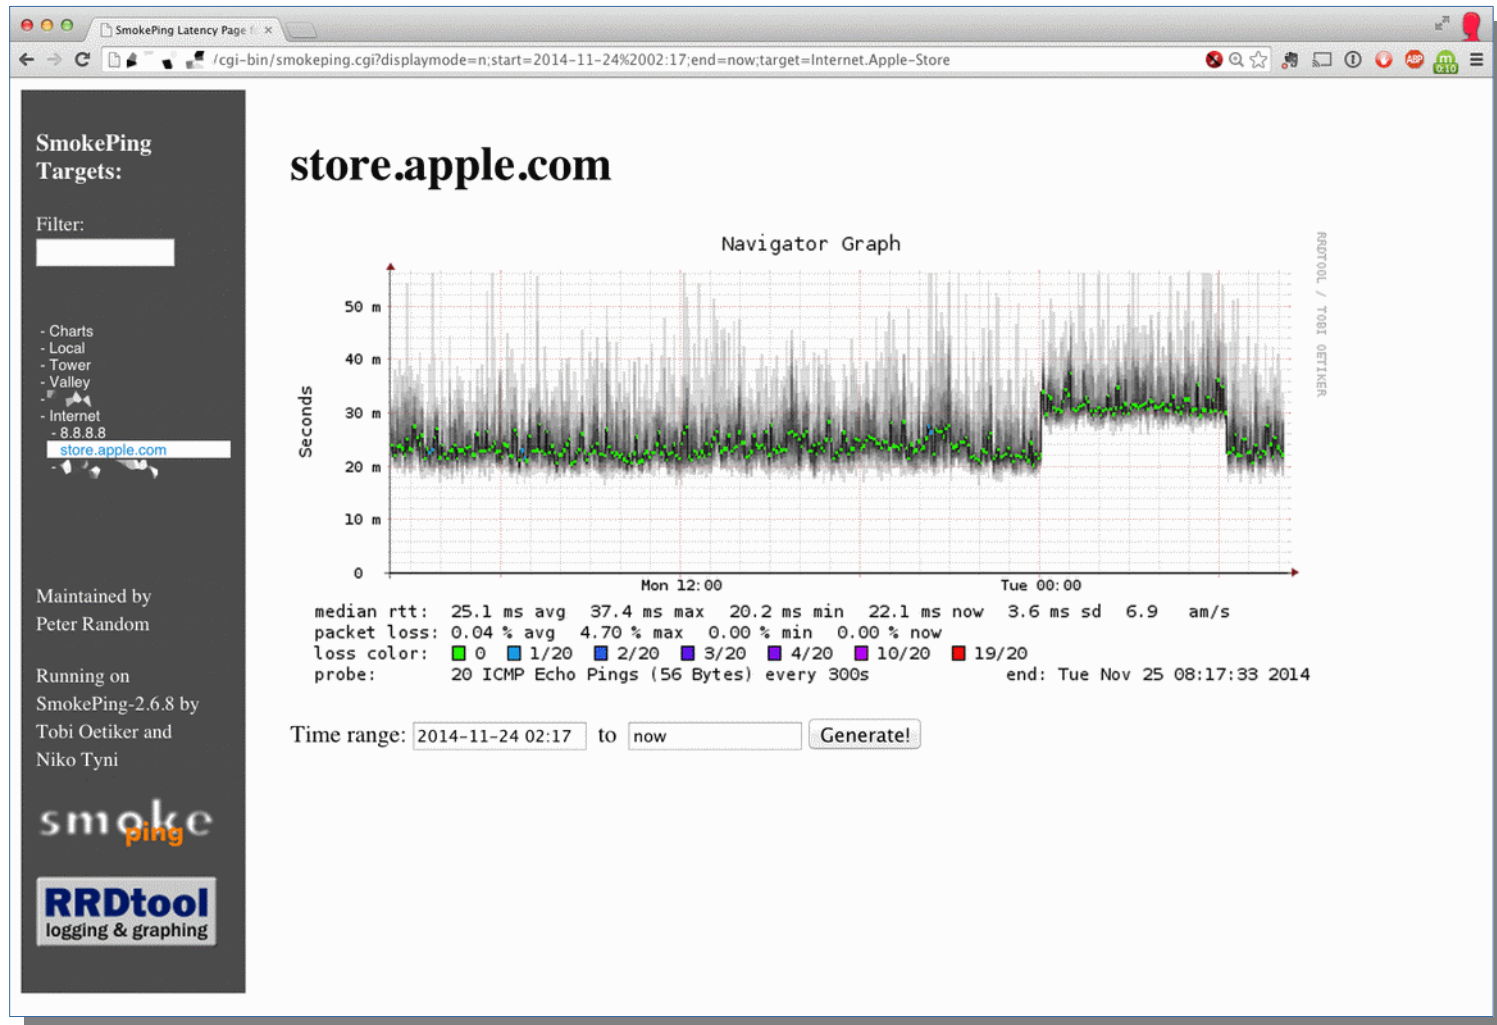 SmokePing Latency Page f
/cgi-bin/smokeping.cgi?displaymode=n;start=2014-11-24%2002:17;end=now;target=Internet.Apple-Store
ABP
m
0:10
SmokePing
Targets:
Filter:
- Charts
- Local
- Tower
- Valley
-
- Internet
- 8.8.8.8
store.apple.com
-
Maintained by
Peter Random
Running on
SmokePing-2.6.8 by
Tobi Oetiker and
Niko Tyni
smoke
ping
RRDtool
logging & graphing
store.apple.com
Navigator Graph
RRDTOOL / TOBI OETIKER
Seconds
50 m
40 m
30 m
20 m
10 m
0
Mon 12:00 Tue 00:00
median rtt: 25.1 ms avg 37.4 ms max 20.2 ms min 22.1 ms now 3.6 ms sd 6.9 am/s
packet loss: 0.04 % avg 4.70 % max 0.00 % min 0.00 % now
loss color: 0 1/20 2/20 3/20 4/20 10/20 19/20
probe: 20 ICMP Echo Pings (56 Bytes) every 300s end: Tue Nov 25 08:17:33 2014
Time range: 2014-11-24 02:17 to now Generate!